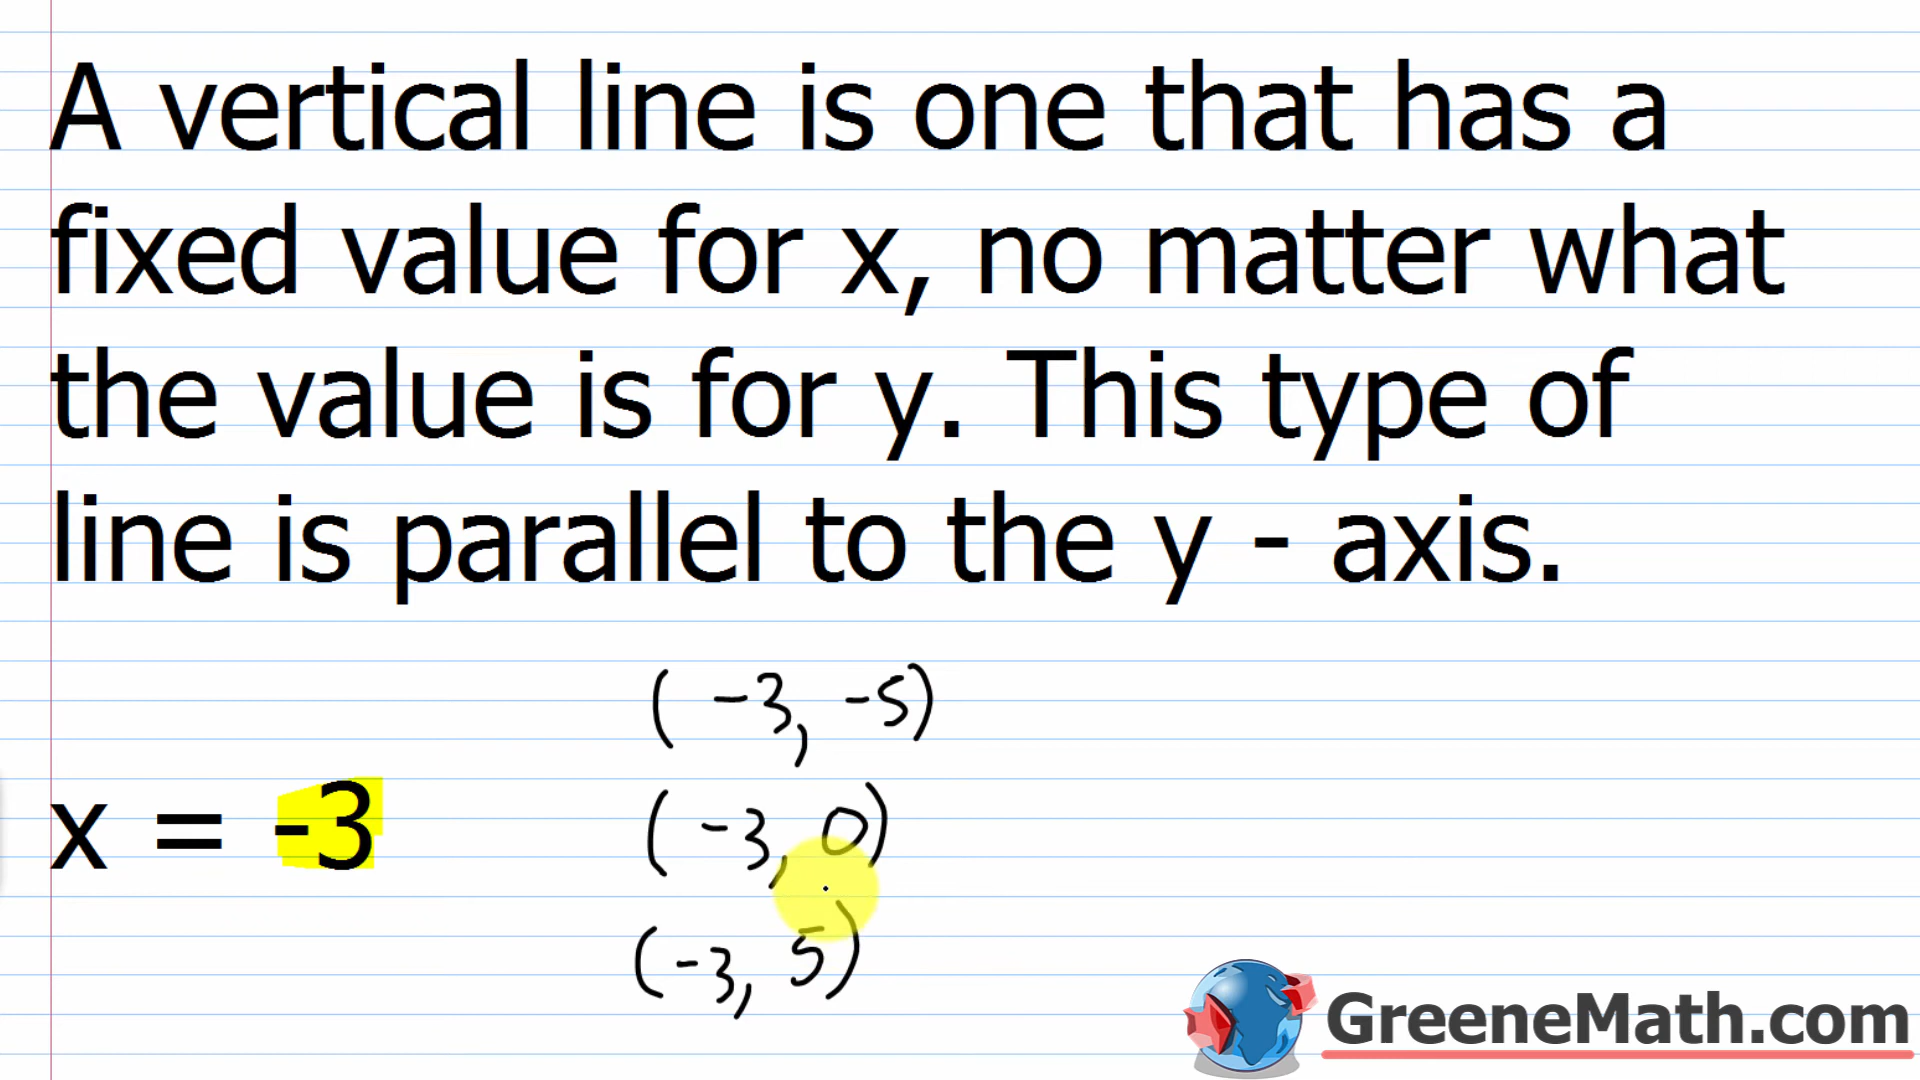 A vertical line is one that has a
fixed value for x, no matter what
the value is for y. This type of
line is parallel to the y - axis.
(-3, -5)
x = -3
(-3, 0)
(-3, 5)
GreeneMath.com